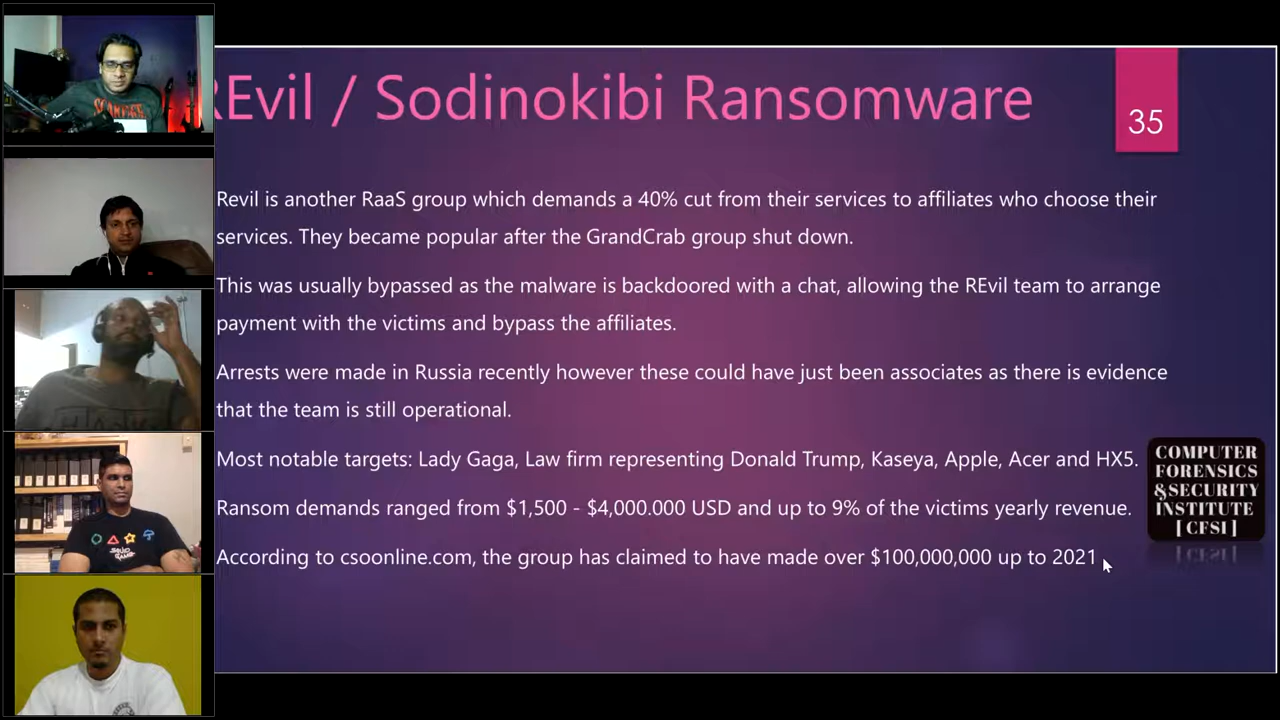 REvil / Sodinokibi Ransomware
35
Revil is another RaaS group which demands a 40% cut from their services to affiliates who choose their
services. They became popular after the GrandCrab group shut down.
This was usually bypassed as the malware is backdoored with a chat, allowing the REvil team to arrange
payment with the victims and bypass the affiliates.
Arrests were made in Russia recently however these could have just been associates as there is evidence
that the team is still operational.
Most notable targets: Lady Gaga, Law firm representing Donald Trump, Kaseya, Apple, Acer and HX5.
Ransom demands ranged from $1,500 - $4,000.000 USD and up to 9% of the victims yearly revenue.
According to csoonline.com, the group has claimed to have made over $100,000,000 up to 2021
COMPUTER
FORENSICS
&SECURITY
INSTITUTE
[ CFSI ]